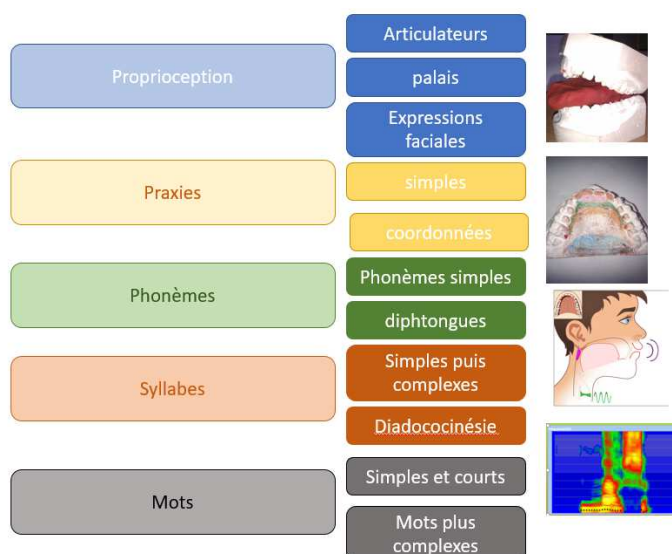 Proprioception
Articulateurs
palais
Expressions
faciales
Praxies
simples
coordonnées
Phonèmes
Phonèmes simples
diphtongues
Syllabes
Simples puis
complexes
Diadococinésie
Mots
Simples et courts
Mots plus
complexes